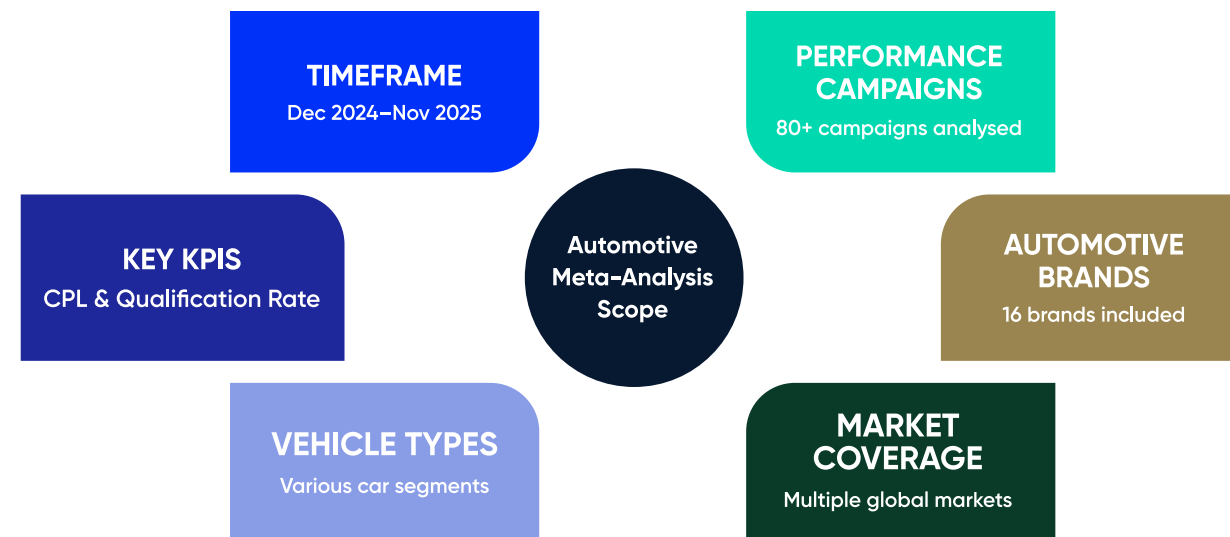 TIMEFRAME
Dec 2024–Nov 2025
PERFORMANCE
CAMPAIGNS
80+ campaigns analysed
KEY KPIS
CPL & Qualification Rate
Automotive
Meta-Analysis
Scope
AUTOMOTIVE
BRANDS
16 brands included
VEHICLE TYPES
Various car segments
MARKET
COVERAGE
Multiple global markets